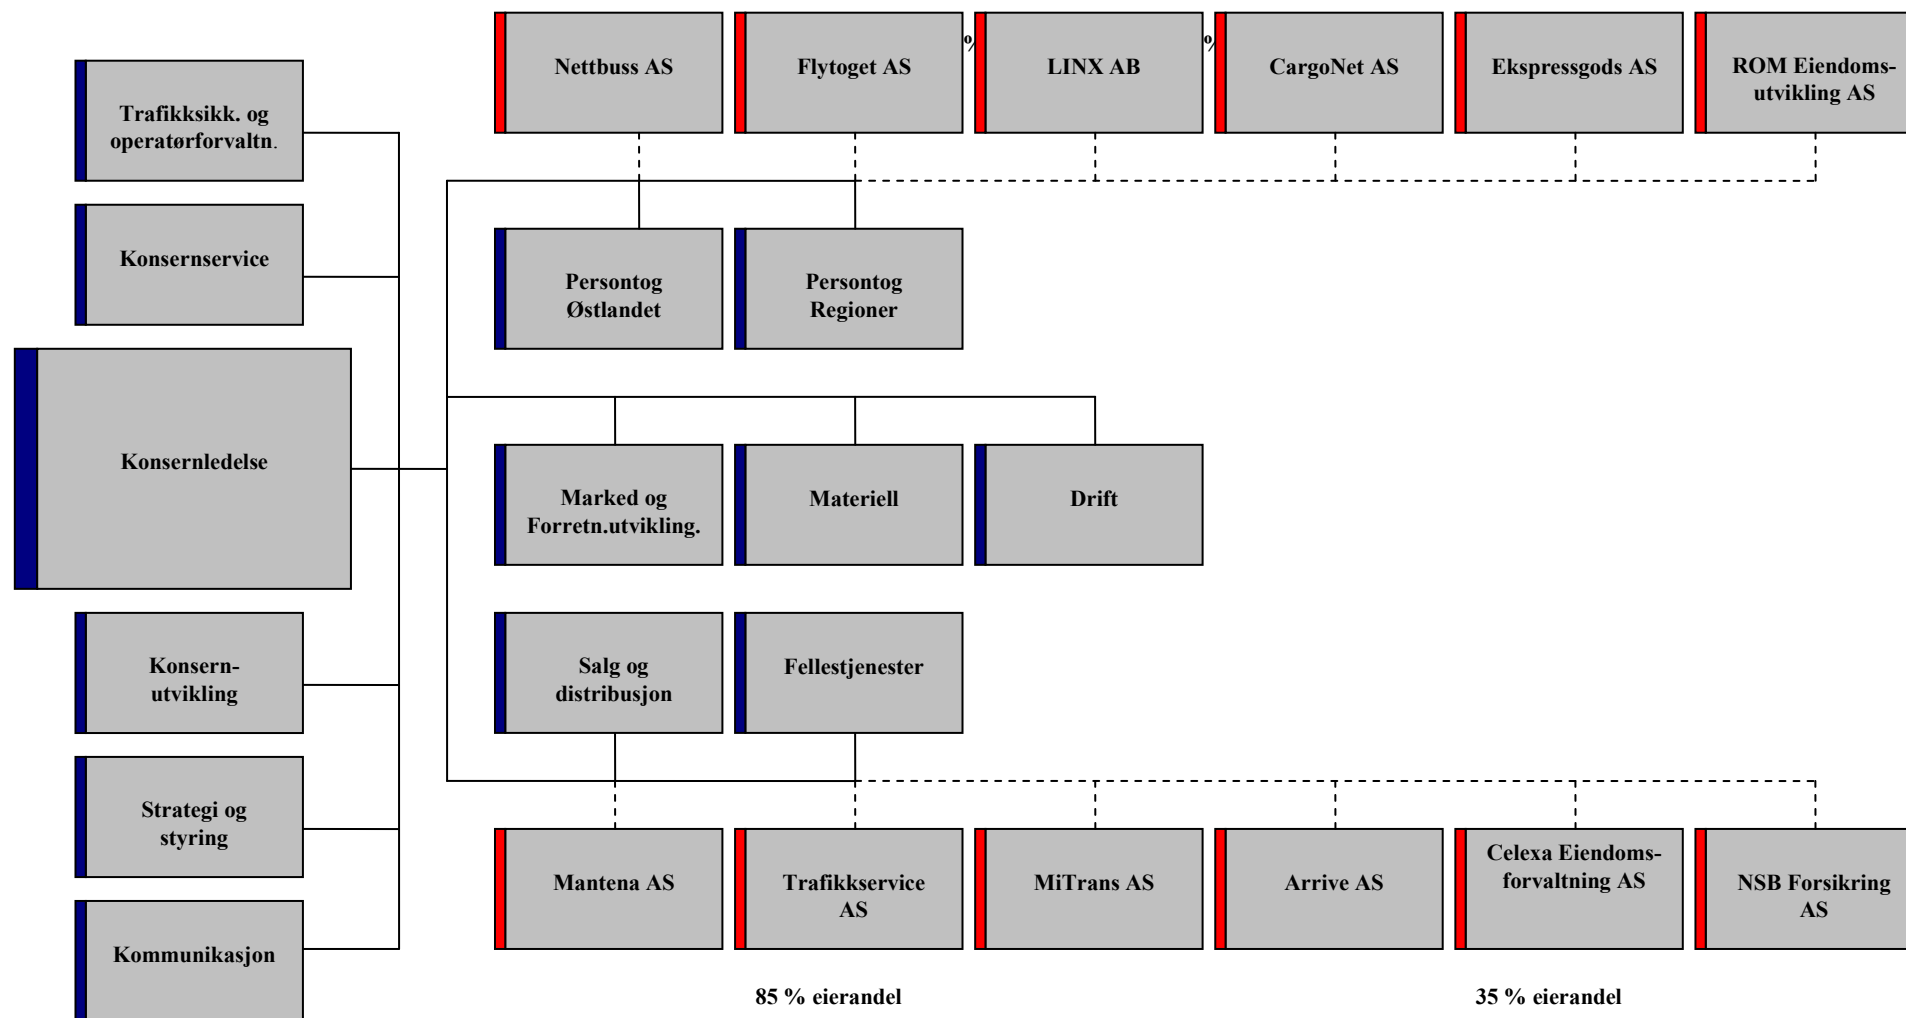 Nettbuss AS
Flytoget AS
%
LINX AB
%
CargoNet AS
Ekspressgods AS
ROM Eiendoms-
utvikling AS
Trafikksikk. og
operatørforvaltn.
Konsernservice
Persontog
Østlandet
Persontog
Regioner
Konsernledelse
Marked og
Forretn.utvikling.
Materiell
Drift
Konsern-
utvikling
Salg og
distribusjon
Fellestjenester
Strategi og
styring
Kommunikasjon
Mantena AS
Trafikkservice
AS
MiTrans AS
Arrive AS
Celexa Eiendoms-
forvaltning AS
NSB Forsikring
AS
85 % eierandel
35 % eierandel